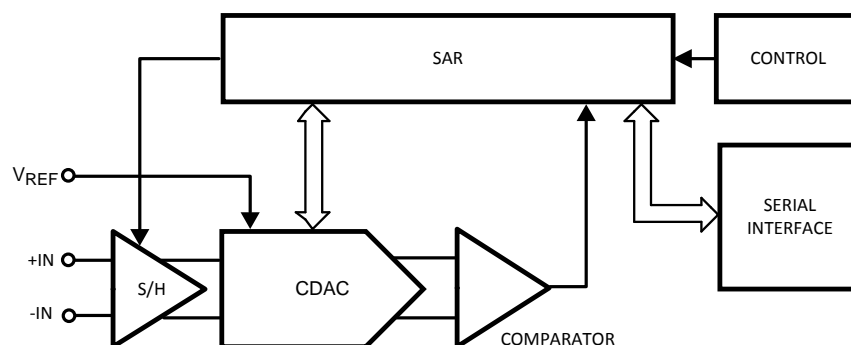 SAR
CONTROL
VREF
SERIAL
INTERFACE
+IN
S/H
CDAC
-IN
COMPARATOR